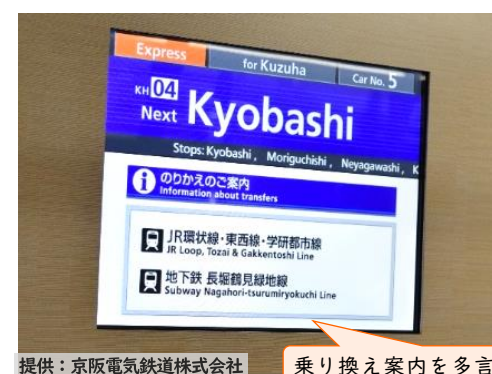 Express
for Kuzuha
Car No. 5
KH 04
Next Kyobashi
Stops: Kyobashi , Moriguchishi , Neyagawashi , K
のりかえのご案内
Information about transfers
JR環状線・東西線・学研都市線
JR Loop, Tozai & Gakkentoshi Line
地下鉄 長堀鶴見緑地線
Subway Nagahori-tsurumiryokuchi Line
提供：京阪電気鉄道株式会社
乗り換え案内を多言